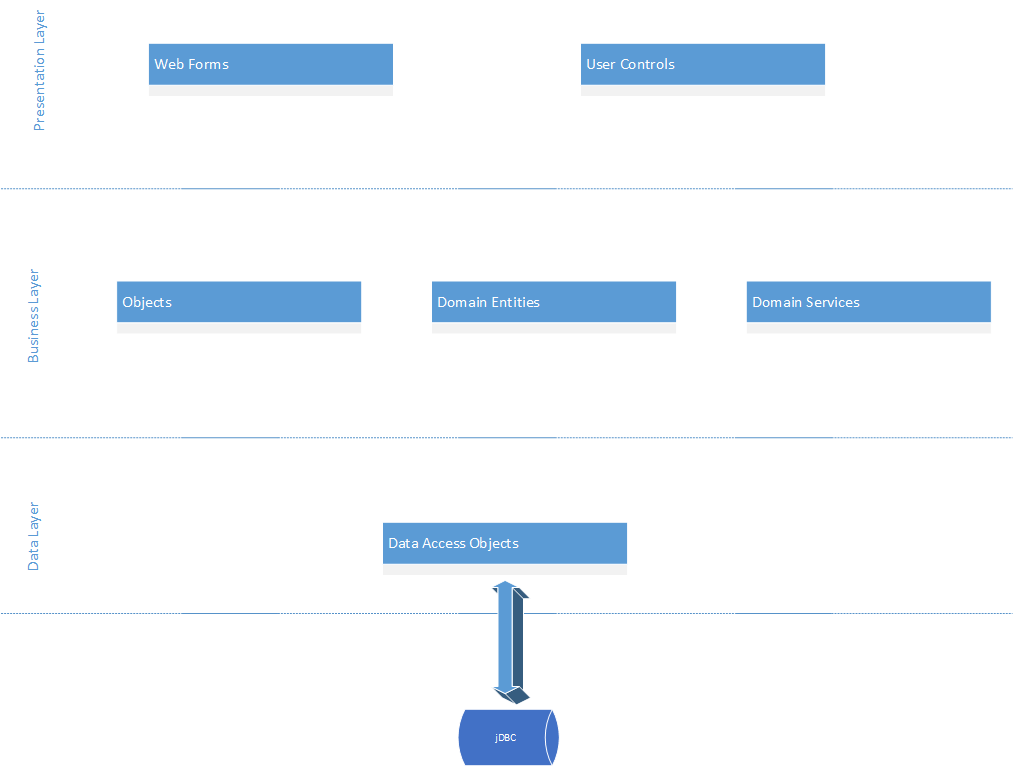 Presentation Layer
Web Forms
User Controls
Business Layer
Objects
Domain Entities
Domain Services
Data Layer
Data Access Objects
jDBC